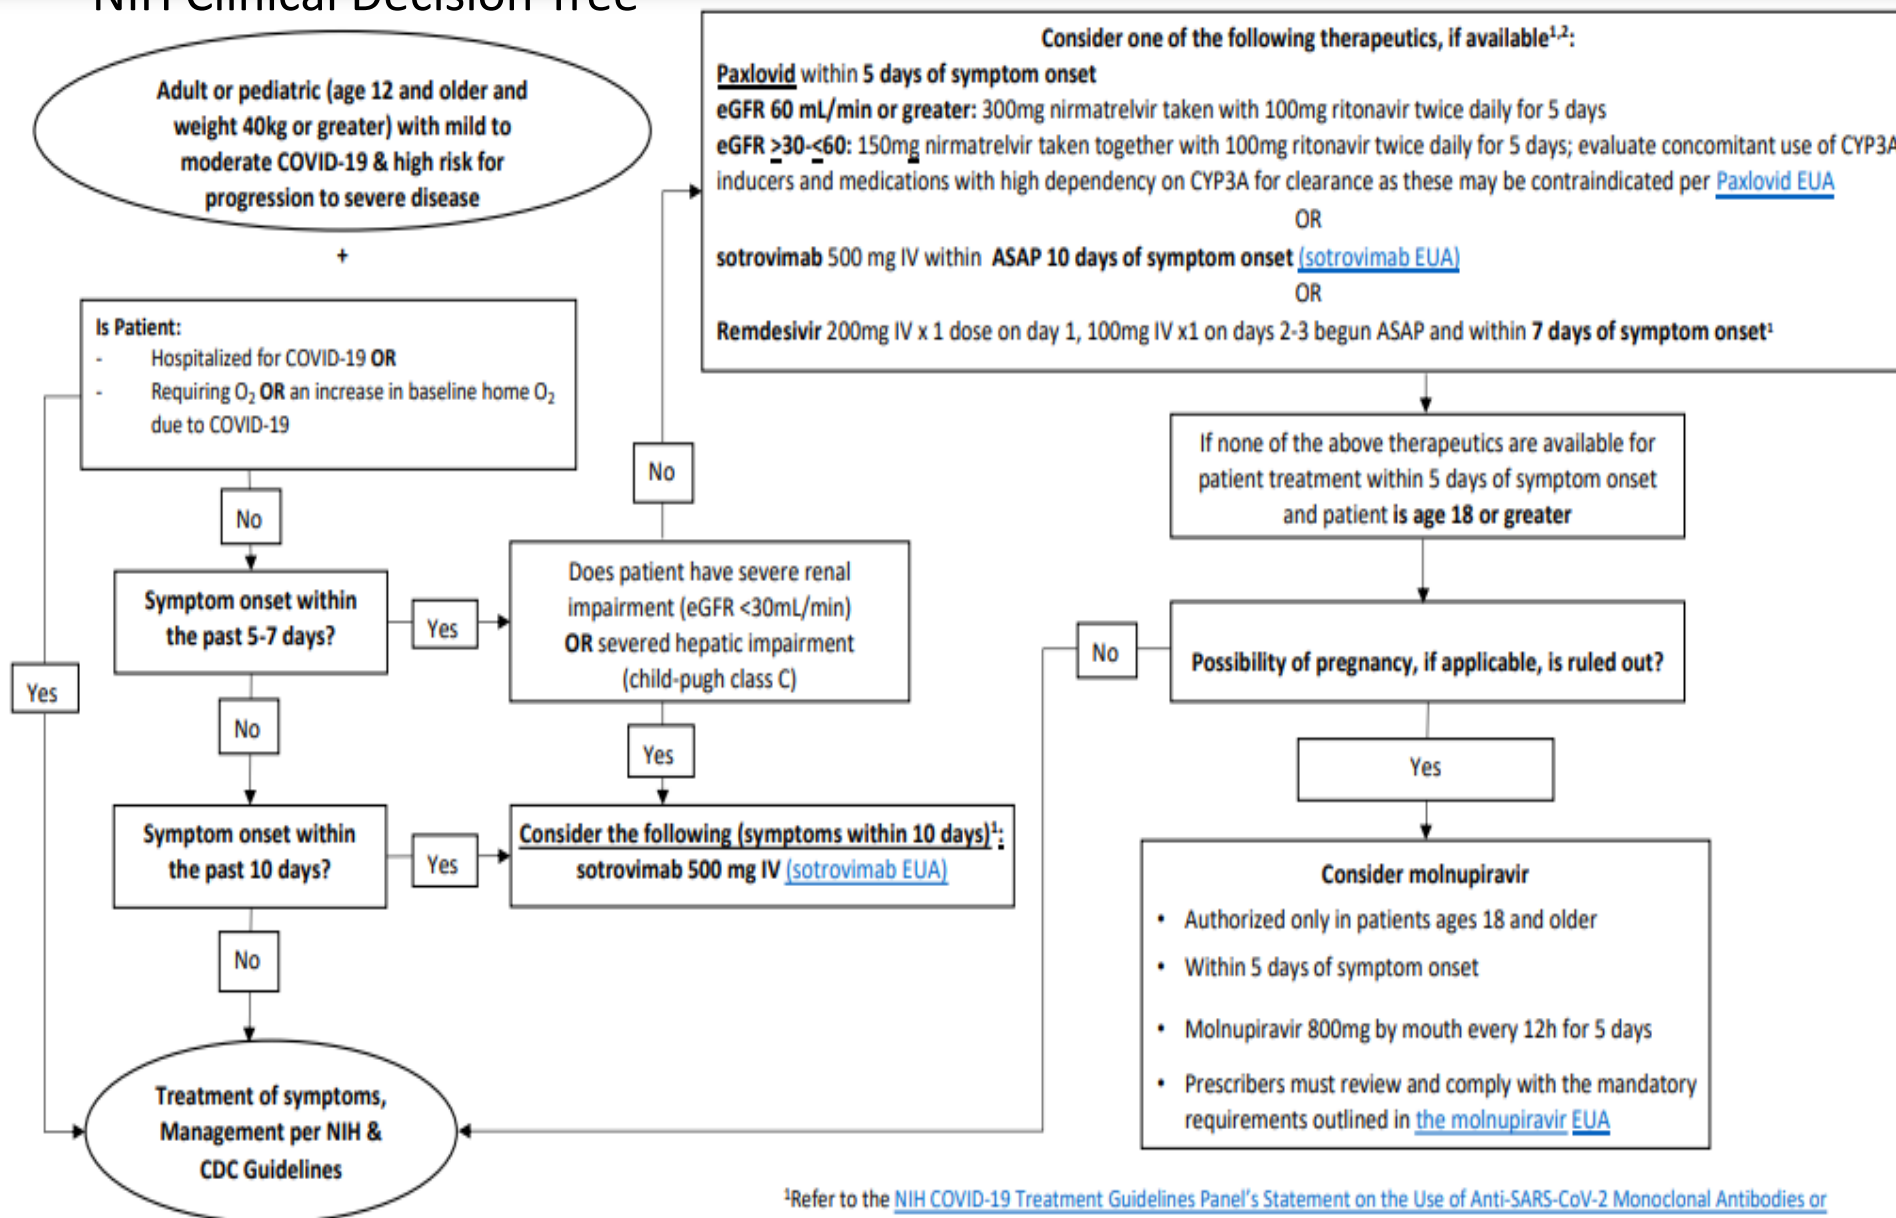 NIH Clinical Decision Tree
Adult or pediatric (age 12 and older and
weight 40kg or greater) with mild to
moderate COVID-19 & high risk for
progression to severe disease
+
Is Patient:
- Hospitalized for COVID-19 OR
- Requiring O₂ OR an increase in baseline home O₂
due to COVID-19
No
Yes
Symptom onset within
the past 5-7 days?
Yes
No
Symptom onset within
the past 10 days?
Yes
No
Treatment of symptoms,
Management per NIH &
CDC Guidelines
Does patient have severe renal
impairment (eGFR <30mL/min)
OR severed hepatic impairment
(child-pugh class C)
No
Yes
Consider the following (symptoms within 10 days)¹:
sotrovimab 500 mg IV (sotrovimab EUA)
Consider one of the following therapeutics, if available¹,²:
Paxlovid within 5 days of symptom onset
eGFR 60 mL/min or greater: 300mg nirmatrelvir taken with 100mg ritonavir twice daily for 5 days
eGFR >30-<60: 150mg nirmatrelvir taken together with 100mg ritonavir twice daily for 5 days; evaluate concomitant use of CYP3A
inducers and medications with high dependency on CYP3A for clearance as these may be contraindicated per Paxlovid EUA
OR
sotrovimab 500 mg IV within ASAP 10 days of symptom onset (sotrovimab EUA)
OR
Remdesivir 200mg IV x 1 dose on day 1, 100mg IV x1 on days 2-3 begun ASAP and within 7 days of symptom onset¹
If none of the above therapeutics are available for
patient treatment within 5 days of symptom onset
and patient is age 18 or greater
Possibility of pregnancy, if applicable, is ruled out?
No
Yes
Consider molnupiravir
• Authorized only in patients ages 18 and older
• Within 5 days of symptom onset
• Molnupiravir 800mg by mouth every 12h for 5 days
• Prescribers must review and comply with the mandatory
requirements outlined in the molnupiravir EUA
¹Refer to the NIH COVID-19 Treatment Guidelines Panel's Statement on the Use of Anti-SARS-CoV-2 Monoclonal Antibodies or